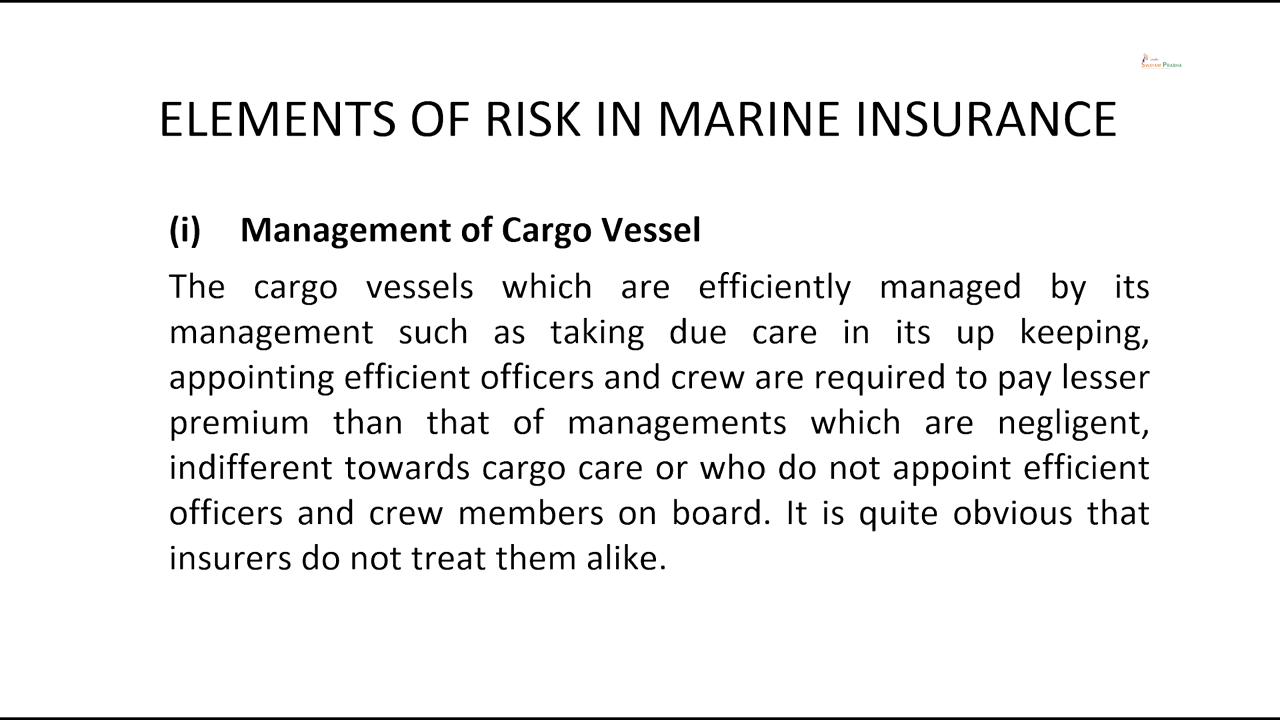 Swayam Prabha
ELEMENTS OF RISK IN MARINE INSURANCE
(i) Management of Cargo Vessel
The cargo vessels which are efficiently managed by its
management such as taking due care in its up keeping,
appointing efficient officers and crew are required to pay lesser
premium than that of managements which are negligent,
indifferent towards cargo care or who do not appoint efficient
officers and crew members on board. It is quite obvious that
insurers do not treat them alike.